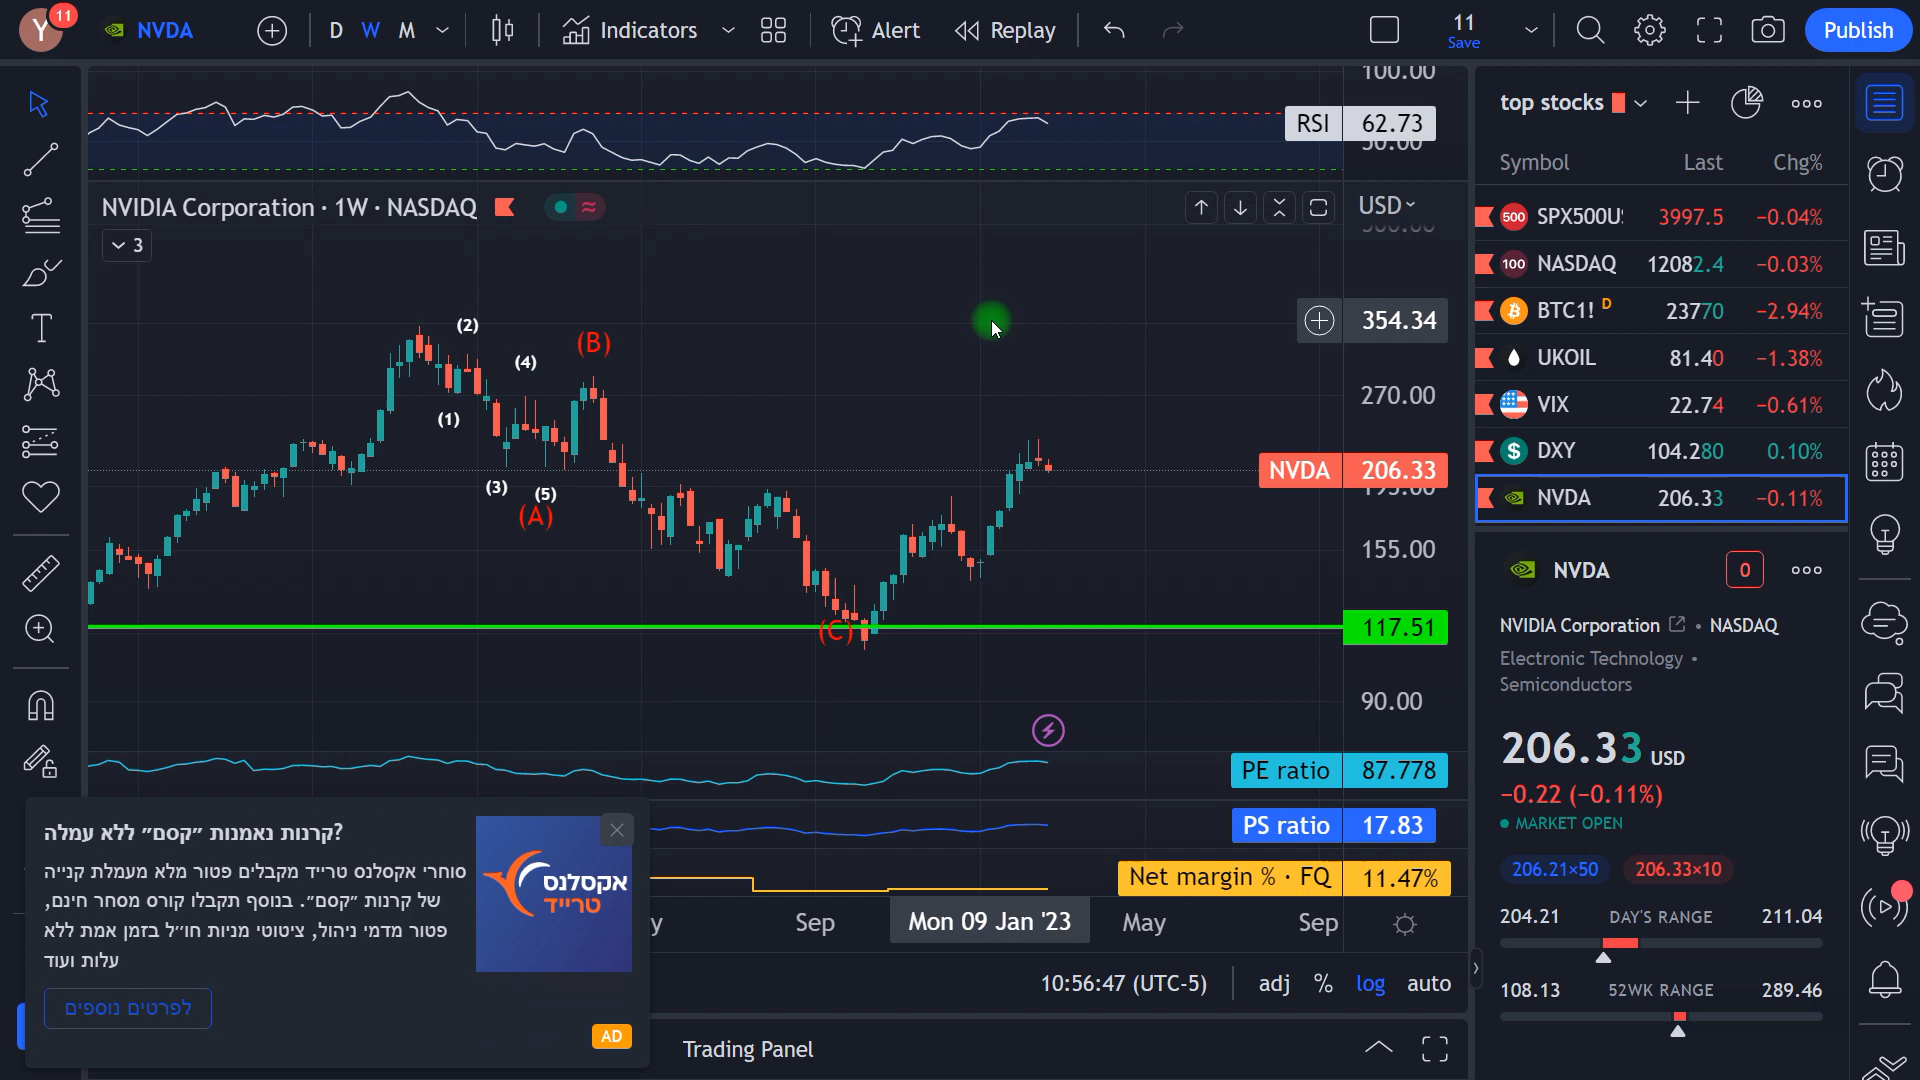 Y
11
NVDA
D
W
M
Indicators
Alert
Replay
11
Save
Publish
100.00
RSI 62.73
50.00
NVIDIA Corporation · 1W · NASDAQ
3
USD
354.34
(2)
(4)
(B)
(1)
(3)
(5)
(A)
(C)
270.00
NVDA 206.33
195.00
155.00
117.51
90.00
PE ratio 87.778
PS ratio 17.83
Net margin % · FQ 11.47%
y
Sep
Mon 09 Jan '23
May
Sep
10:56:47 (UTC-5)
adj
%
log
auto
Trading Panel
קרנות נאמנות ״קסם״ ללא עמלה?
סוחרי אקסלנס טרייד מקבלים פטור מלא מעמלת קנייה
של קרנות ״קסם״. בנוסף תקבלו קורס מסחר חינם,
פטור מדמי ניהול, ציטוטי מניות חו״ל בזמן אמת ללא
עלות ועוד
לפרטים נוספים
אקסלנס
טרייד
AD
top stocks
Symbol Last Chg%
500 SPX500U 3997.5 −0.04%
100 NASDAQ 12082.4 −0.03%
BTC1! D 23770 −2.94%
UKOIL 81.40 −1.38%
VIX 22.74 −0.61%
$ DXY 104.280 0.10%
NVDA 206.33 −0.11%
NVDA
0
NVIDIA Corporation • NASDAQ
Electronic Technology •
Semiconductors
206.33 USD
−0.22 (−0.11%)
MARKET OPEN
206.21×50 206.33×10
204.21 DAY'S RANGE 211.04
108.13 52WK RANGE 289.46